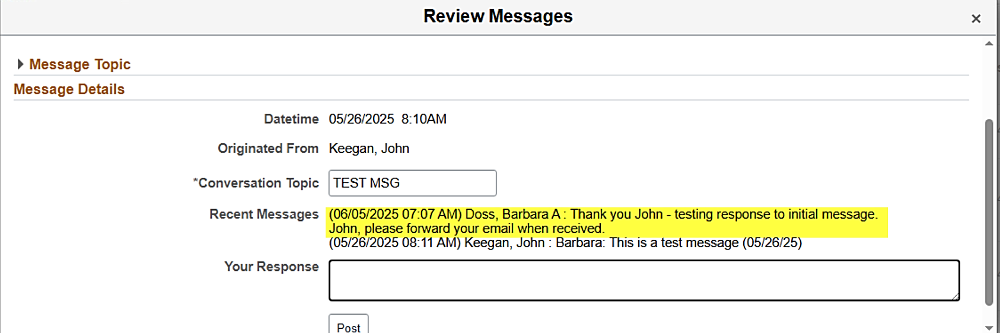 Review Messages
×
Message Topic
Message Details
Datetime 05/26/2025 8:10AM
Originated From Keegan, John
*Conversation Topic TEST MSG
Recent Messages (06/05/2025 07:07 AM) Doss, Barbara A : Thank you John - testing response to initial message.
John, please forward your email when received.
(05/26/2025 08:11 AM) Keegan, John : Barbara: This is a test message (05/26/25)
Your Response
Post